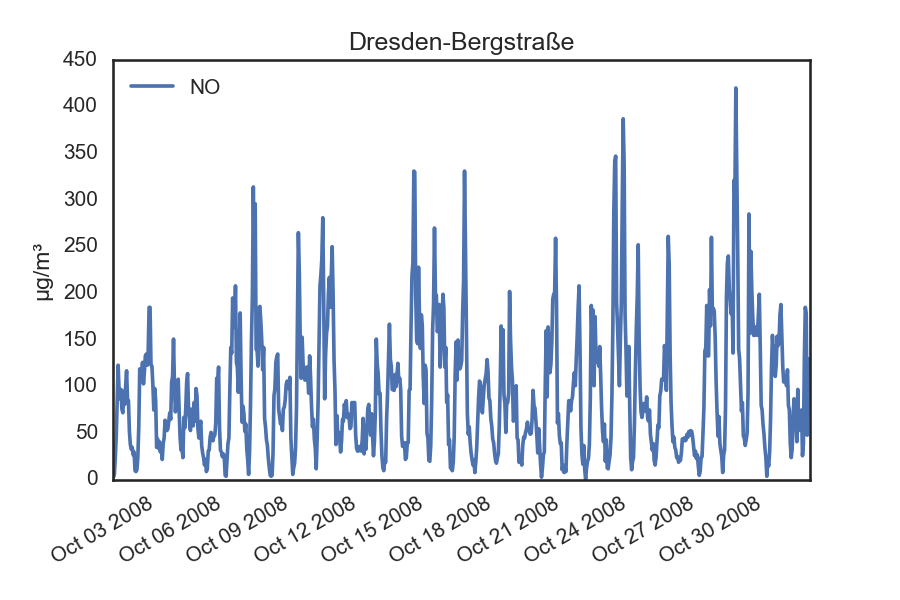 Dresden-Bergstraße
NO
µg/m³
450
400
350
300
250
200
150
100
50
0
Oct 03 2008
Oct 06 2008
Oct 09 2008
Oct 12 2008
Oct 15 2008
Oct 18 2008
Oct 21 2008
Oct 24 2008
Oct 27 2008
Oct 30 2008